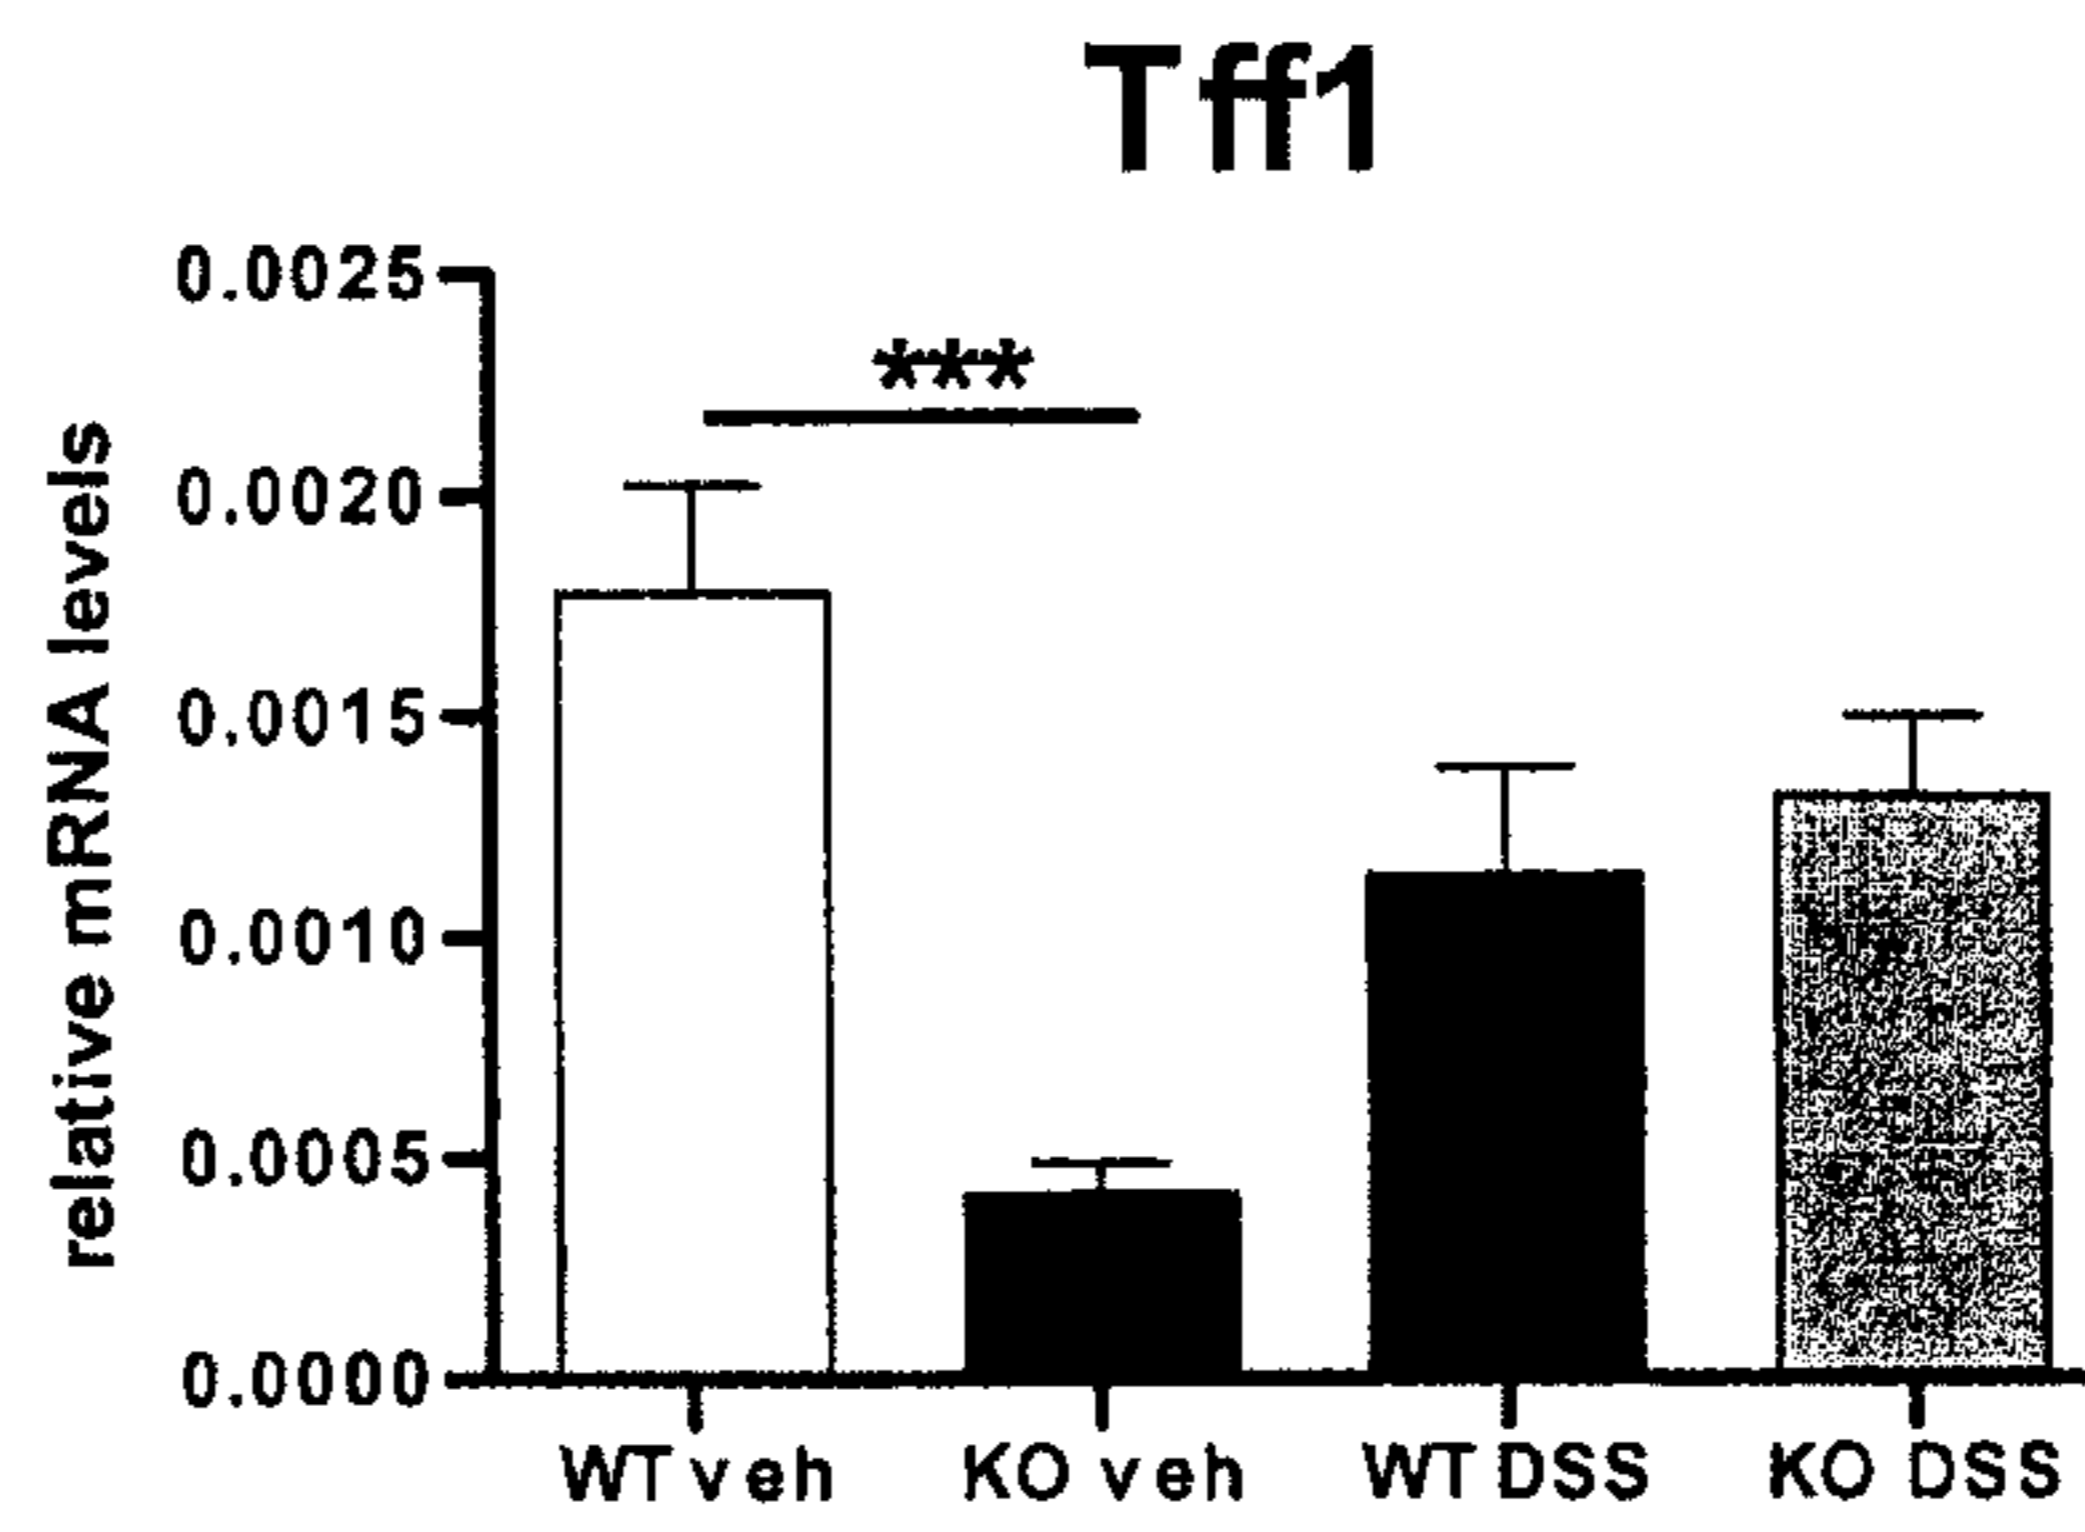 Tff1
0.0025
***
0.0020
0.0015
0.0010
0.0005
0.0000
relative mRNA levels
WT veh
KO veh
WT DSS
KO DSS